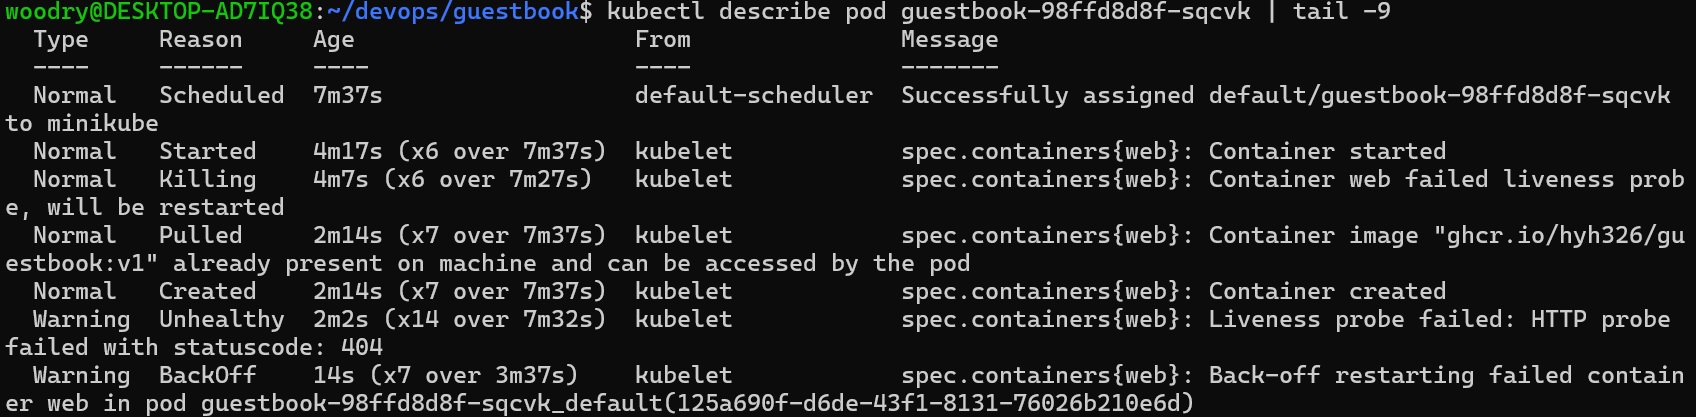 woodry@DESKTOP-AD7IQ38:~/devops/guestbook$ kubectl describe pod guestbook-98ffd8d8f-sqcvk | tail -9
  Type     Reason     Age                    From               Message
  ----     ------     ----                   ----               -------
  Normal   Scheduled  7m37s                  default-scheduler  Successfully assigned default/guestbook-98ffd8d8f-sqcvk
to minikube
  Normal   Started    4m17s (x6 over 7m37s)  kubelet            spec.containers{web}: Container started
  Normal   Killing    4m7s (x6 over 7m27s)   kubelet            spec.containers{web}: Container web failed liveness prob
e, will be restarted
  Normal   Pulled     2m14s (x7 over 7m37s)  kubelet            spec.containers{web}: Container image "ghcr.io/hyh326/gu
estbook:v1" already present on machine and can be accessed by the pod
  Normal   Created    2m14s (x7 over 7m37s)  kubelet            spec.containers{web}: Container created
  Warning  Unhealthy  2m2s (x14 over 7m32s)  kubelet            spec.containers{web}: Liveness probe failed: HTTP probe
failed with statuscode: 404
  Warning  BackOff    14s (x7 over 3m37s)    kubelet            spec.containers{web}: Back-off restarting failed contain
er web in pod guestbook-98ffd8d8f-sqcvk_default(125a690f-d6de-43f1-8131-76026b210e6d)